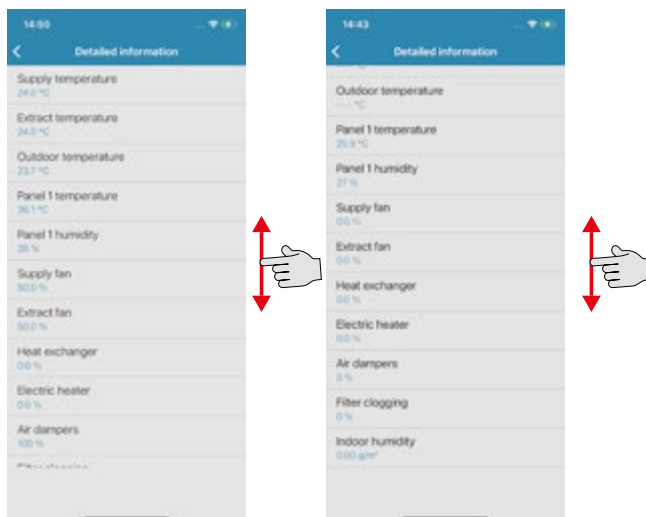 14:50
Detailed information
Supply temperature
24.0 °C
Extract temperature
24.0 °C
Outdoor temperature
23.7 °C
Panel 1 temperature
26.1 °C
Panel 1 humidity
28 %
Supply fan
50.0 %
Extract fan
50.0 %
Heat exchanger
0.0 %
Electric heater
0.0 %
Air dampers
100 %
14:43
Detailed information
Outdoor temperature
--.- °C
Panel 1 temperature
25.9 °C
Panel 1 humidity
27 %
Supply fan
0.0 %
Extract fan
0.0 %
Heat exchanger
0.0 %
Electric heater
0.0 %
Air dampers
0 %
Filter clogging
0 %
Indoor humidity
0.00 g/m³